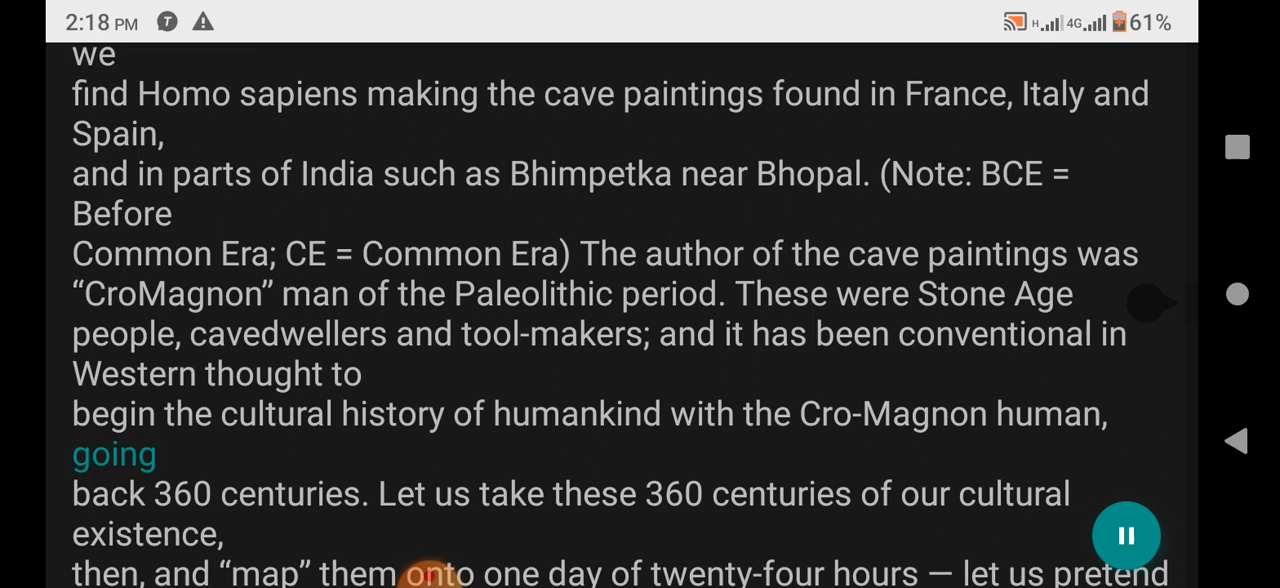 2:18 PM
H 4G 61%
we
find Homo sapiens making the cave paintings found in France, Italy and
Spain,
and in parts of India such as Bhimpetka near Bhopal. (Note: BCE =
Before
Common Era; CE = Common Era) The author of the cave paintings was
“CroMagnon” man of the Paleolithic period. These were Stone Age
people, cavedwellers and tool-makers; and it has been conventional in
Western thought to
begin the cultural history of humankind with the Cro-Magnon human,
going
back 360 centuries. Let us take these 360 centuries of our cultural
existence,
then, and “map” them onto one day of twenty-four hours — let us pretend